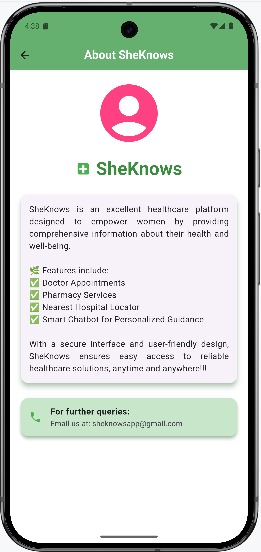 4:38
About SheKnows
SheKnows
SheKnows is an excellent healthcare platform
designed to empower women by providing
comprehensive information about their health and
well-being.
🌿 Features include:
✅ Doctor Appointments
✅ Pharmacy Services
✅ Nearest Hospital Locator
✅ Smart Chatbot for Personalized Guidance
With a secure interface and user-friendly design,
SheKnows ensures easy access to reliable
healthcare solutions, anytime and anywhere!!!
For further queries:
Email us at: sheknowsapp@gmail.com